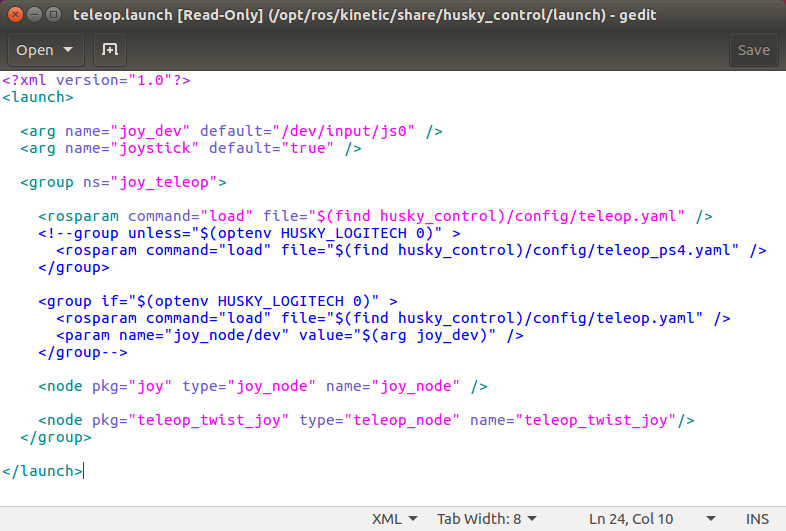 teleop.launch [Read-Only] (/opt/ros/kinetic/share/husky_control/launch) - gedit
Open
Save
<?xml version="1.0"?>
<launch>
<arg name="joy_dev" default="/dev/input/js0" />
<arg name="joystick" default="true" />
<group ns="joy_teleop">
<rosparam command="load" file="$(find husky_control)/config/teleop.yaml" />
<!--group unless="$(optenv HUSKY_LOGITECH 0)" >
<rosparam command="load" file="$(find husky_control)/config/teleop_ps4.yaml" />
</group>
<group if="$(optenv HUSKY_LOGITECH 0)" >
<rosparam command="load" file="$(find husky_control)/config/teleop.yaml" />
<param name="joy_node/dev" value="$(arg joy_dev)" />
</group-->
<node pkg="joy" type="joy_node" name="joy_node" />
<node pkg="teleop_twist_joy" type="teleop_node" name="teleop_twist_joy"/>
</group>
</launch>
XML Tab Width: 8 Ln 24, Col 10 INS